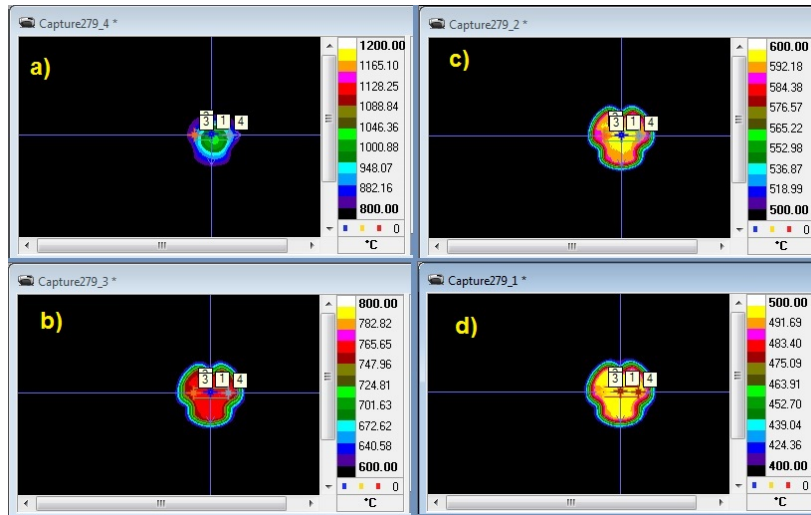 Capture279_4 *
a)
3 1 4
1200.00
1165.10
1128.25
1088.84
1046.36
1000.88
948.07
882.16
800.00
0
°C
Capture279_2 *
c)
3 1 4
600.00
592.18
584.38
576.57
565.22
552.98
536.87
518.99
500.00
0
°C
Capture279_3 *
b)
3 1 4
800.00
782.82
765.65
747.96
724.81
701.63
672.62
640.58
600.00
0
°C
Capture279_1 *
d)
3 1 4
500.00
491.69
483.40
475.09
463.91
452.70
439.04
424.36
400.00
0
°C